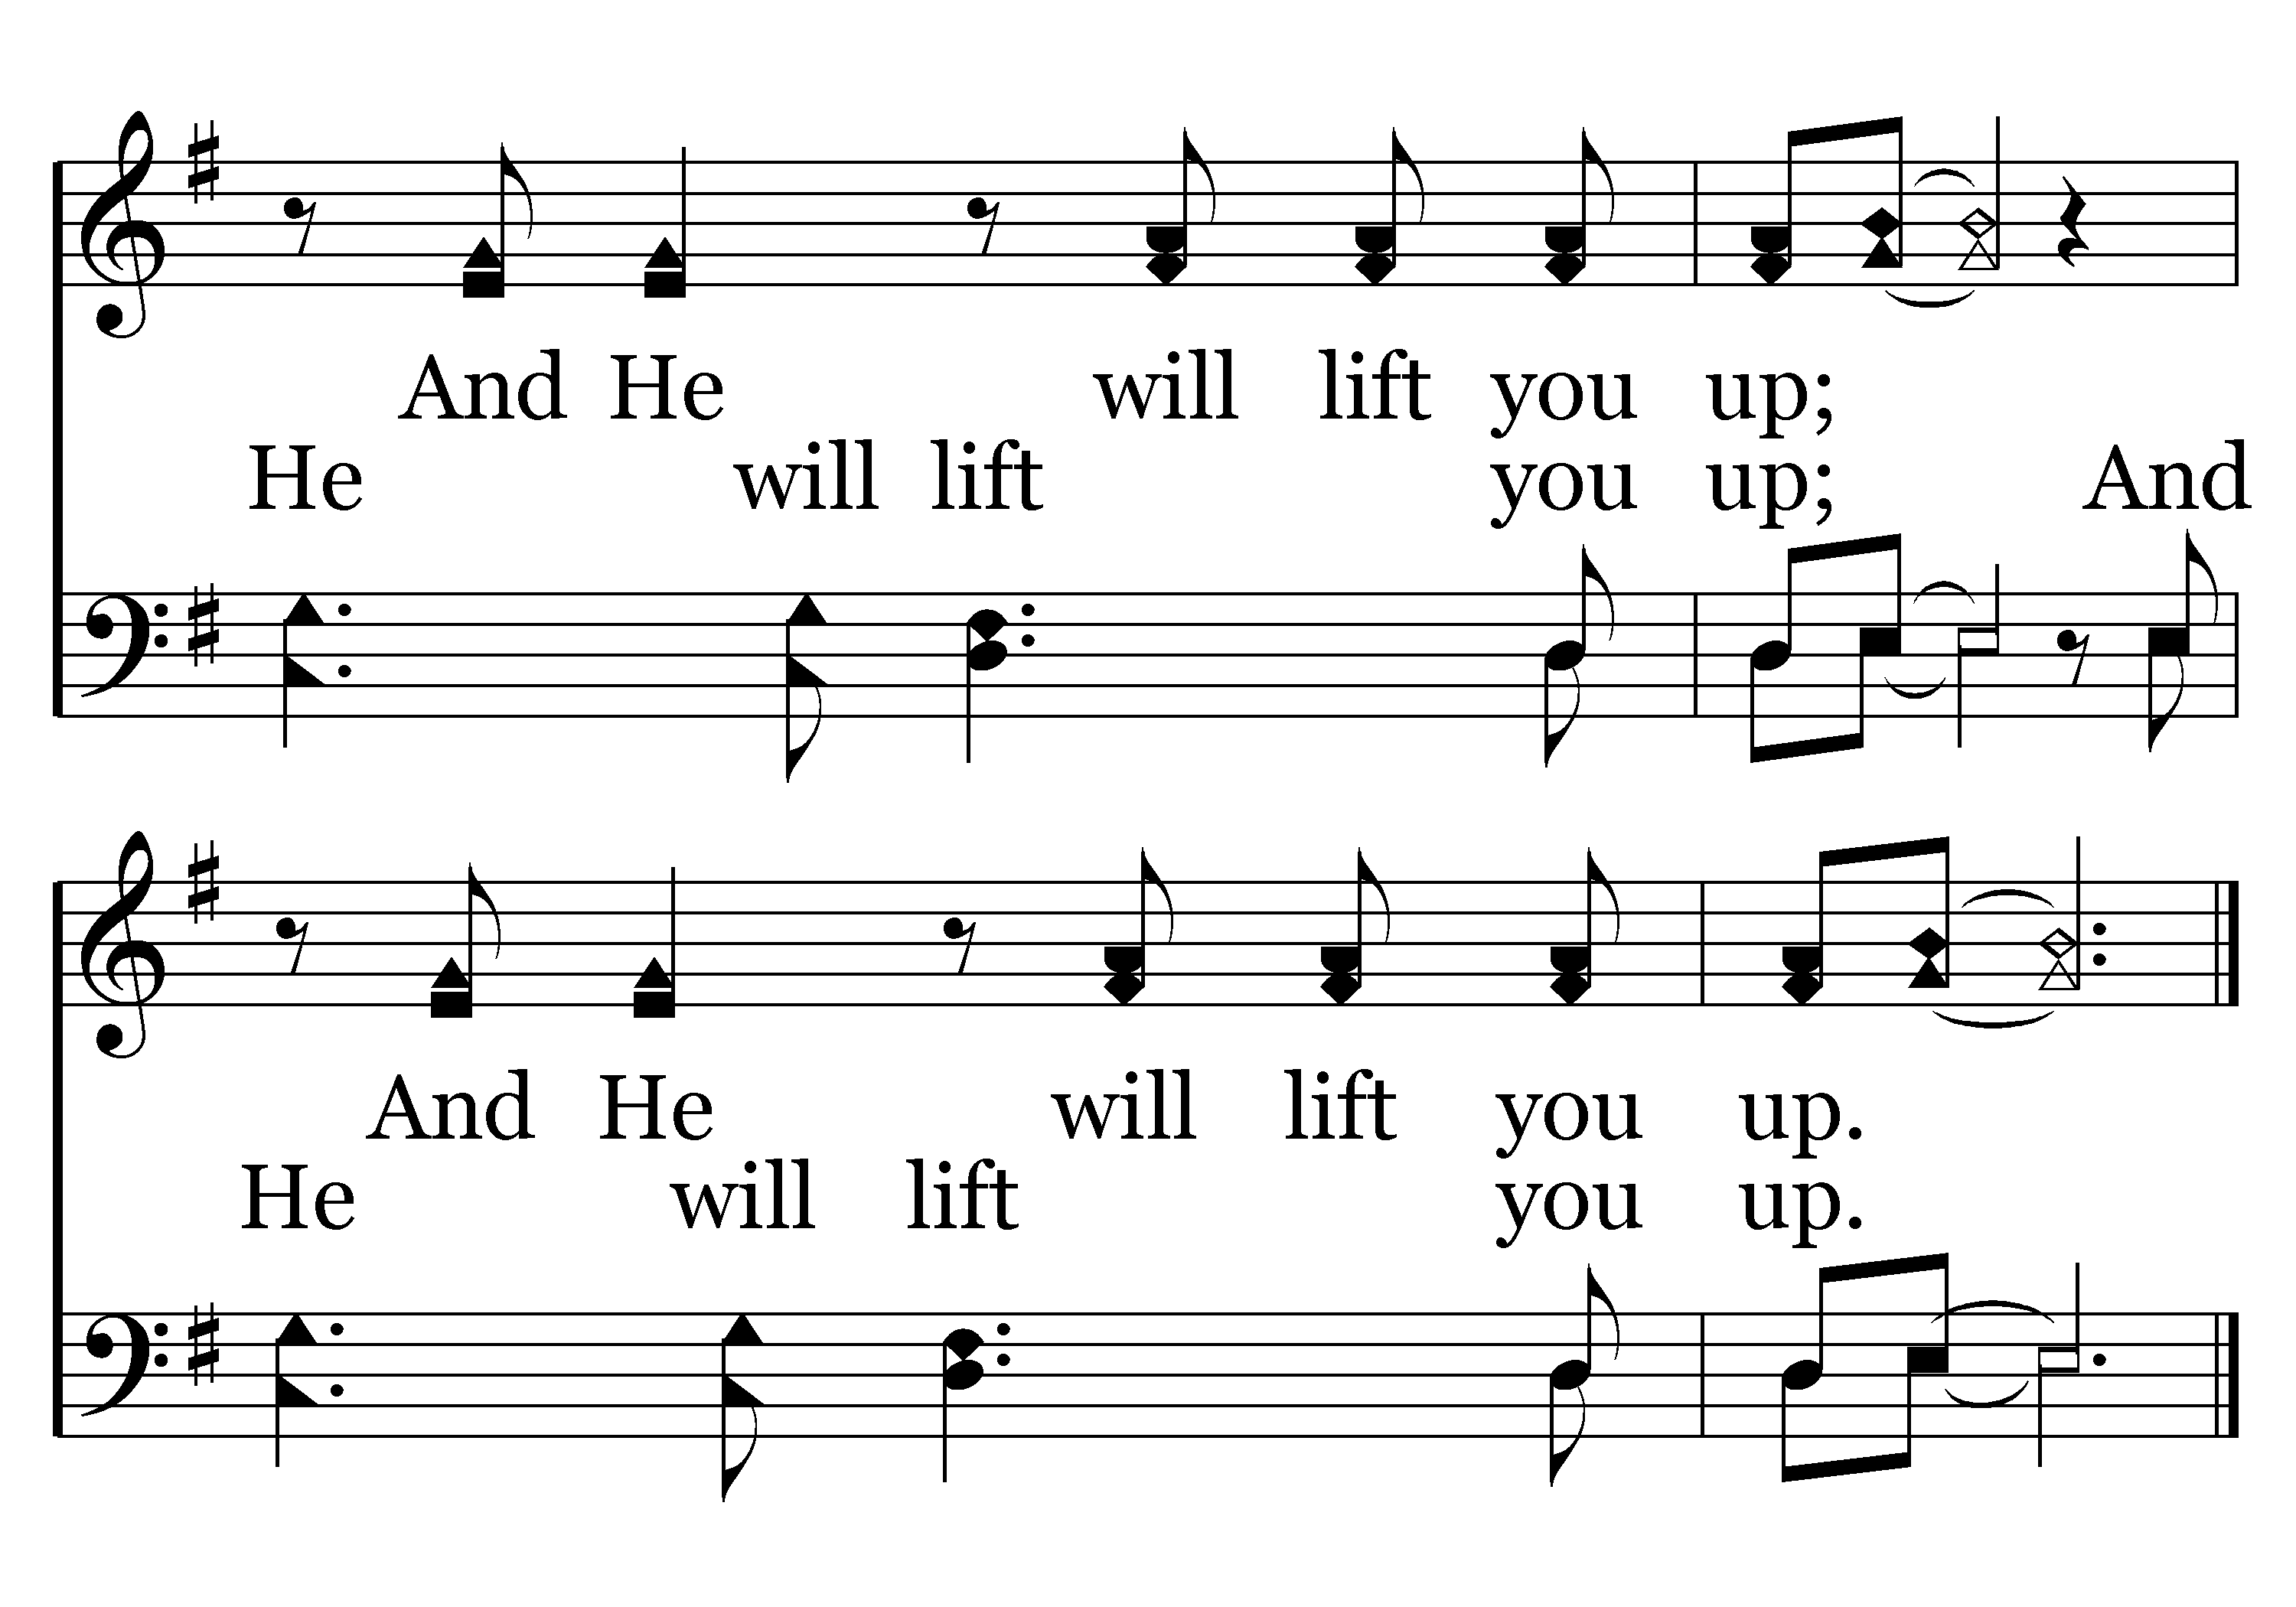 And He will lift you up;
He will lift you up; And
And He will lift you up.
He will lift you up.